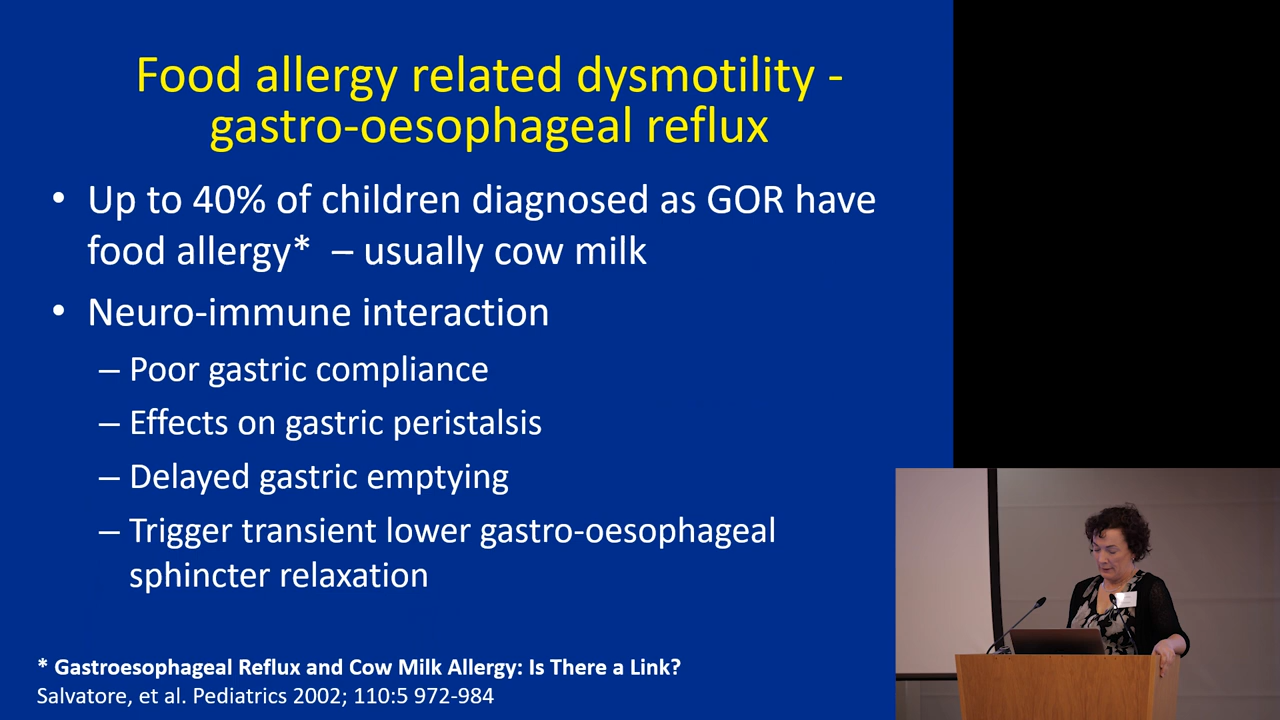 Food allergy related dysmotility -
gastro-oesophageal reflux
• Up to 40% of children diagnosed as GOR have
food allergy* – usually cow milk
• Neuro-immune interaction
– Poor gastric compliance
– Effects on gastric peristalsis
– Delayed gastric emptying
– Trigger transient lower gastro-oesophageal
sphincter relaxation
* Gastroesophageal Reflux and Cow Milk Allergy: Is There a Link?
Salvatore, et al. Pediatrics 2002; 110:5 972-984